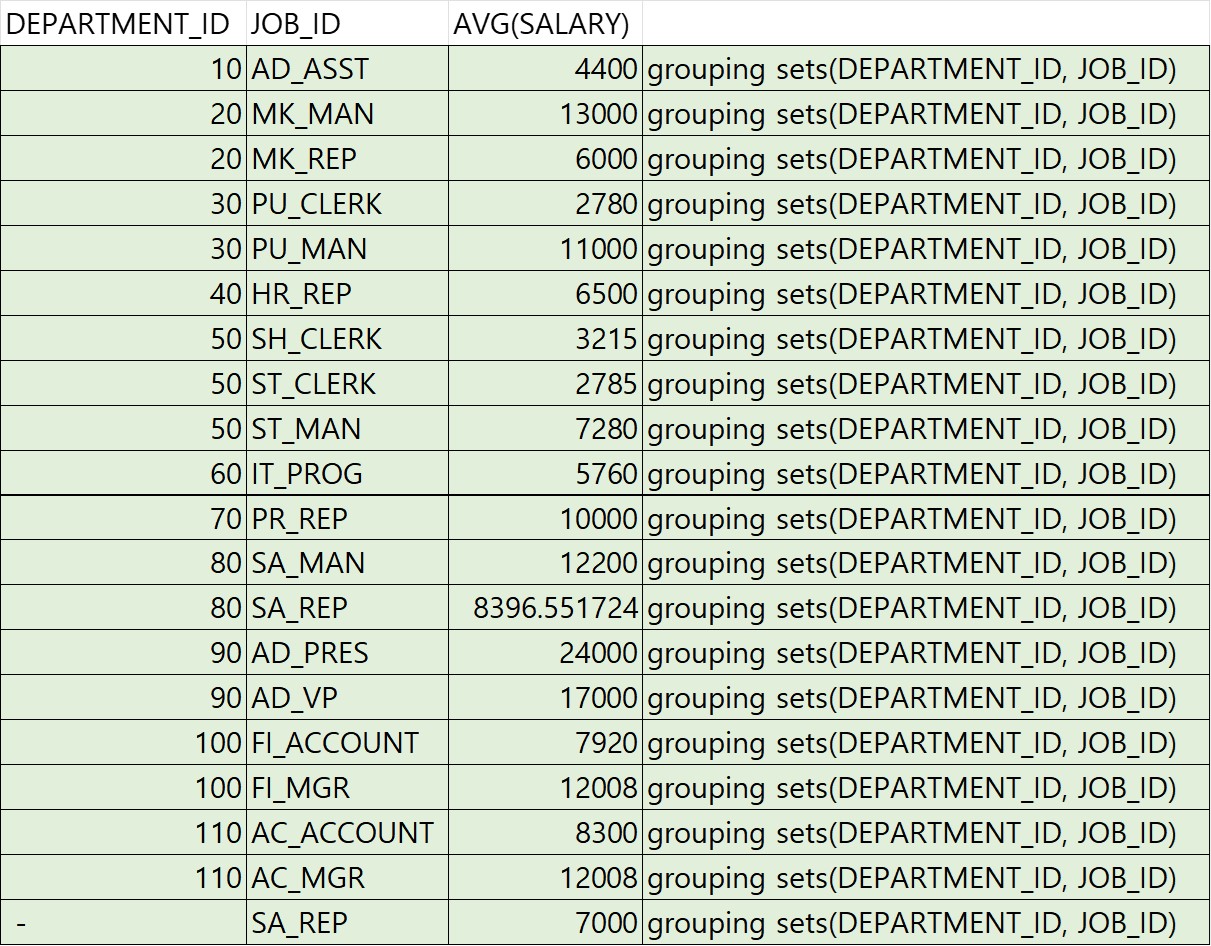 DEPARTMENT_ID JOB_ID AVG(SALARY)
10 AD_ASST 4400 grouping sets(DEPARTMENT_ID, JOB_ID)
20 MK_MAN 13000 grouping sets(DEPARTMENT_ID, JOB_ID)
20 MK_REP 6000 grouping sets(DEPARTMENT_ID, JOB_ID)
30 PU_CLERK 2780 grouping sets(DEPARTMENT_ID, JOB_ID)
30 PU_MAN 11000 grouping sets(DEPARTMENT_ID, JOB_ID)
40 HR_REP 6500 grouping sets(DEPARTMENT_ID, JOB_ID)
50 SH_CLERK 3215 grouping sets(DEPARTMENT_ID, JOB_ID)
50 ST_CLERK 2785 grouping sets(DEPARTMENT_ID, JOB_ID)
50 ST_MAN 7280 grouping sets(DEPARTMENT_ID, JOB_ID)
60 IT_PROG 5760 grouping sets(DEPARTMENT_ID, JOB_ID)
70 PR_REP 10000 grouping sets(DEPARTMENT_ID, JOB_ID)
80 SA_MAN 12200 grouping sets(DEPARTMENT_ID, JOB_ID)
80 SA_REP 8396.551724 grouping sets(DEPARTMENT_ID, JOB_ID)
90 AD_PRES 24000 grouping sets(DEPARTMENT_ID, JOB_ID)
90 AD_VP 17000 grouping sets(DEPARTMENT_ID, JOB_ID)
100 FI_ACCOUNT 7920 grouping sets(DEPARTMENT_ID, JOB_ID)
100 FI_MGR 12008 grouping sets(DEPARTMENT_ID, JOB_ID)
110 AC_ACCOUNT 8300 grouping sets(DEPARTMENT_ID, JOB_ID)
110 AC_MGR 12008 grouping sets(DEPARTMENT_ID, JOB_ID)
- SA_REP 7000 grouping sets(DEPARTMENT_ID, JOB_ID)